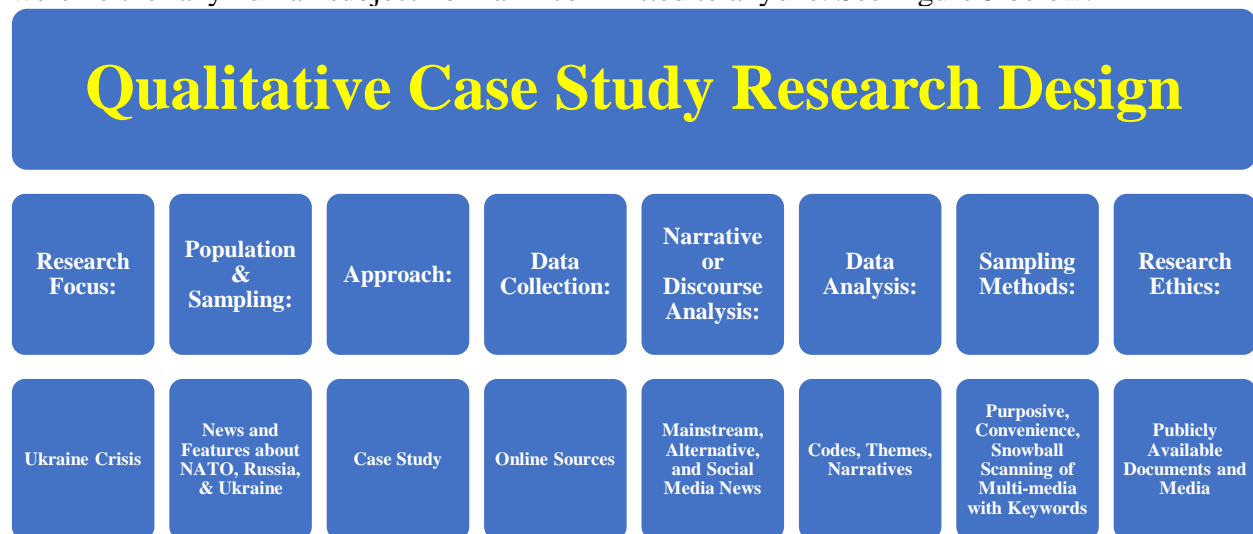 Qualitative Case Study Research Design
Research
Focus:
Population
&
Sampling:
Approach:
Data
Collection:
Narrative
or
Discourse
Analysis:
Data
Analysis:
Sampling
Methods:
Research
Ethics:
Ukraine Crisis
News and
Features about
NATO, Russia,
& Ukraine
Case Study
Online Sources
Mainstream,
Alternative,
and Social
Media News
Codes, Themes,
Narratives
Purposive,
Convenience,
Snowball
Scanning of
Multi-media
with Keywords
Publicly
Available
Documents and
Media